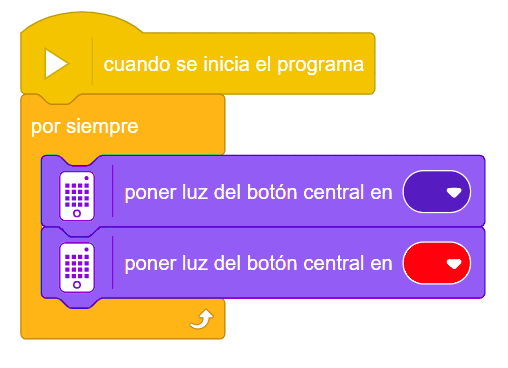 cuando se inicia el programa
por siempre
poner luz del botón central en
poner luz del botón central en